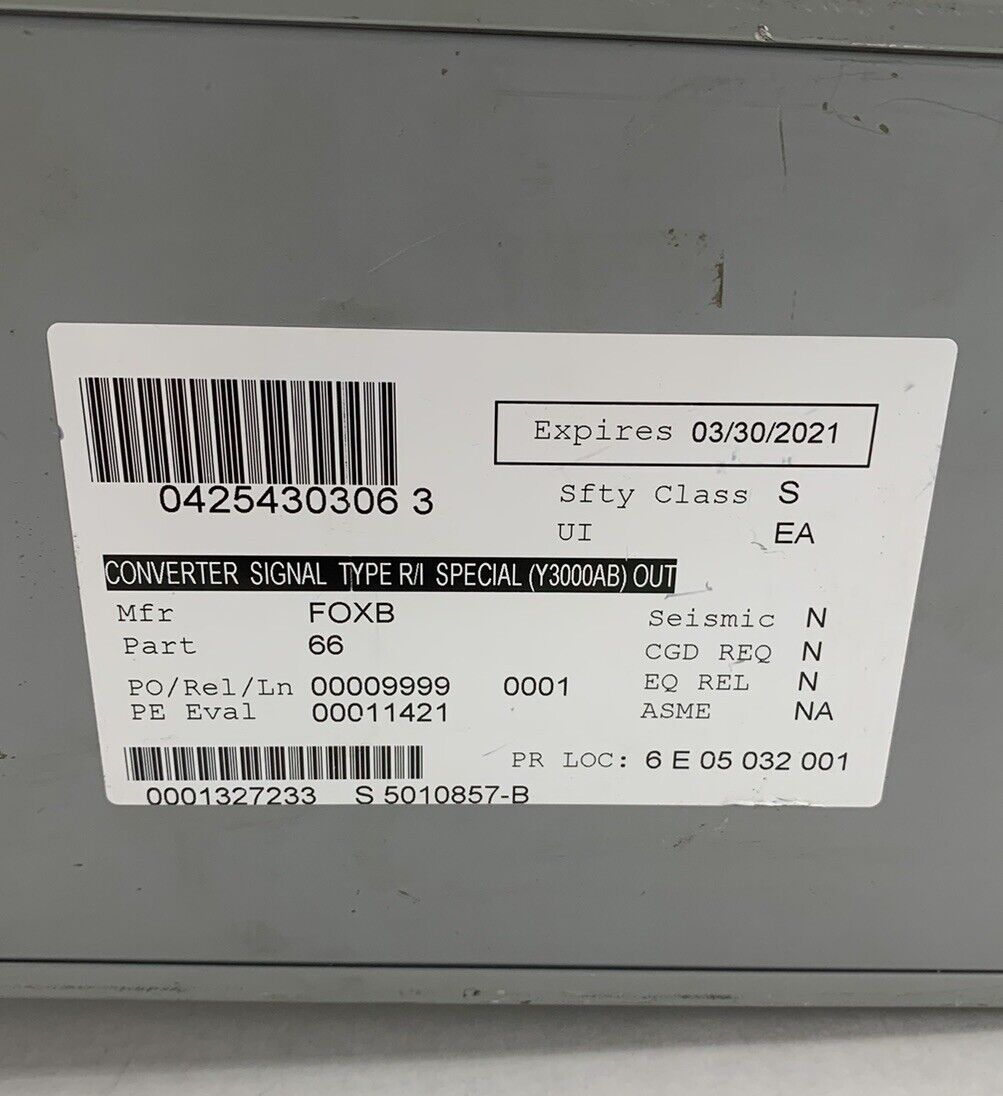 0425430306 3
Expires 03/30/2021
Sfty Class S
UI EA
CONVERTER SIGNAL TYPE R/I SPECIAL (Y3000AB) OUT
Mfr FOXB
Part 66
PO/Rel/Ln 00009999 0001
PE Eval 00011421
Seismic N
CGD REQ N
EQ REL N
ASME NA
PR LOC: 6 E 05 032 001
0001327233 S 5010857-B